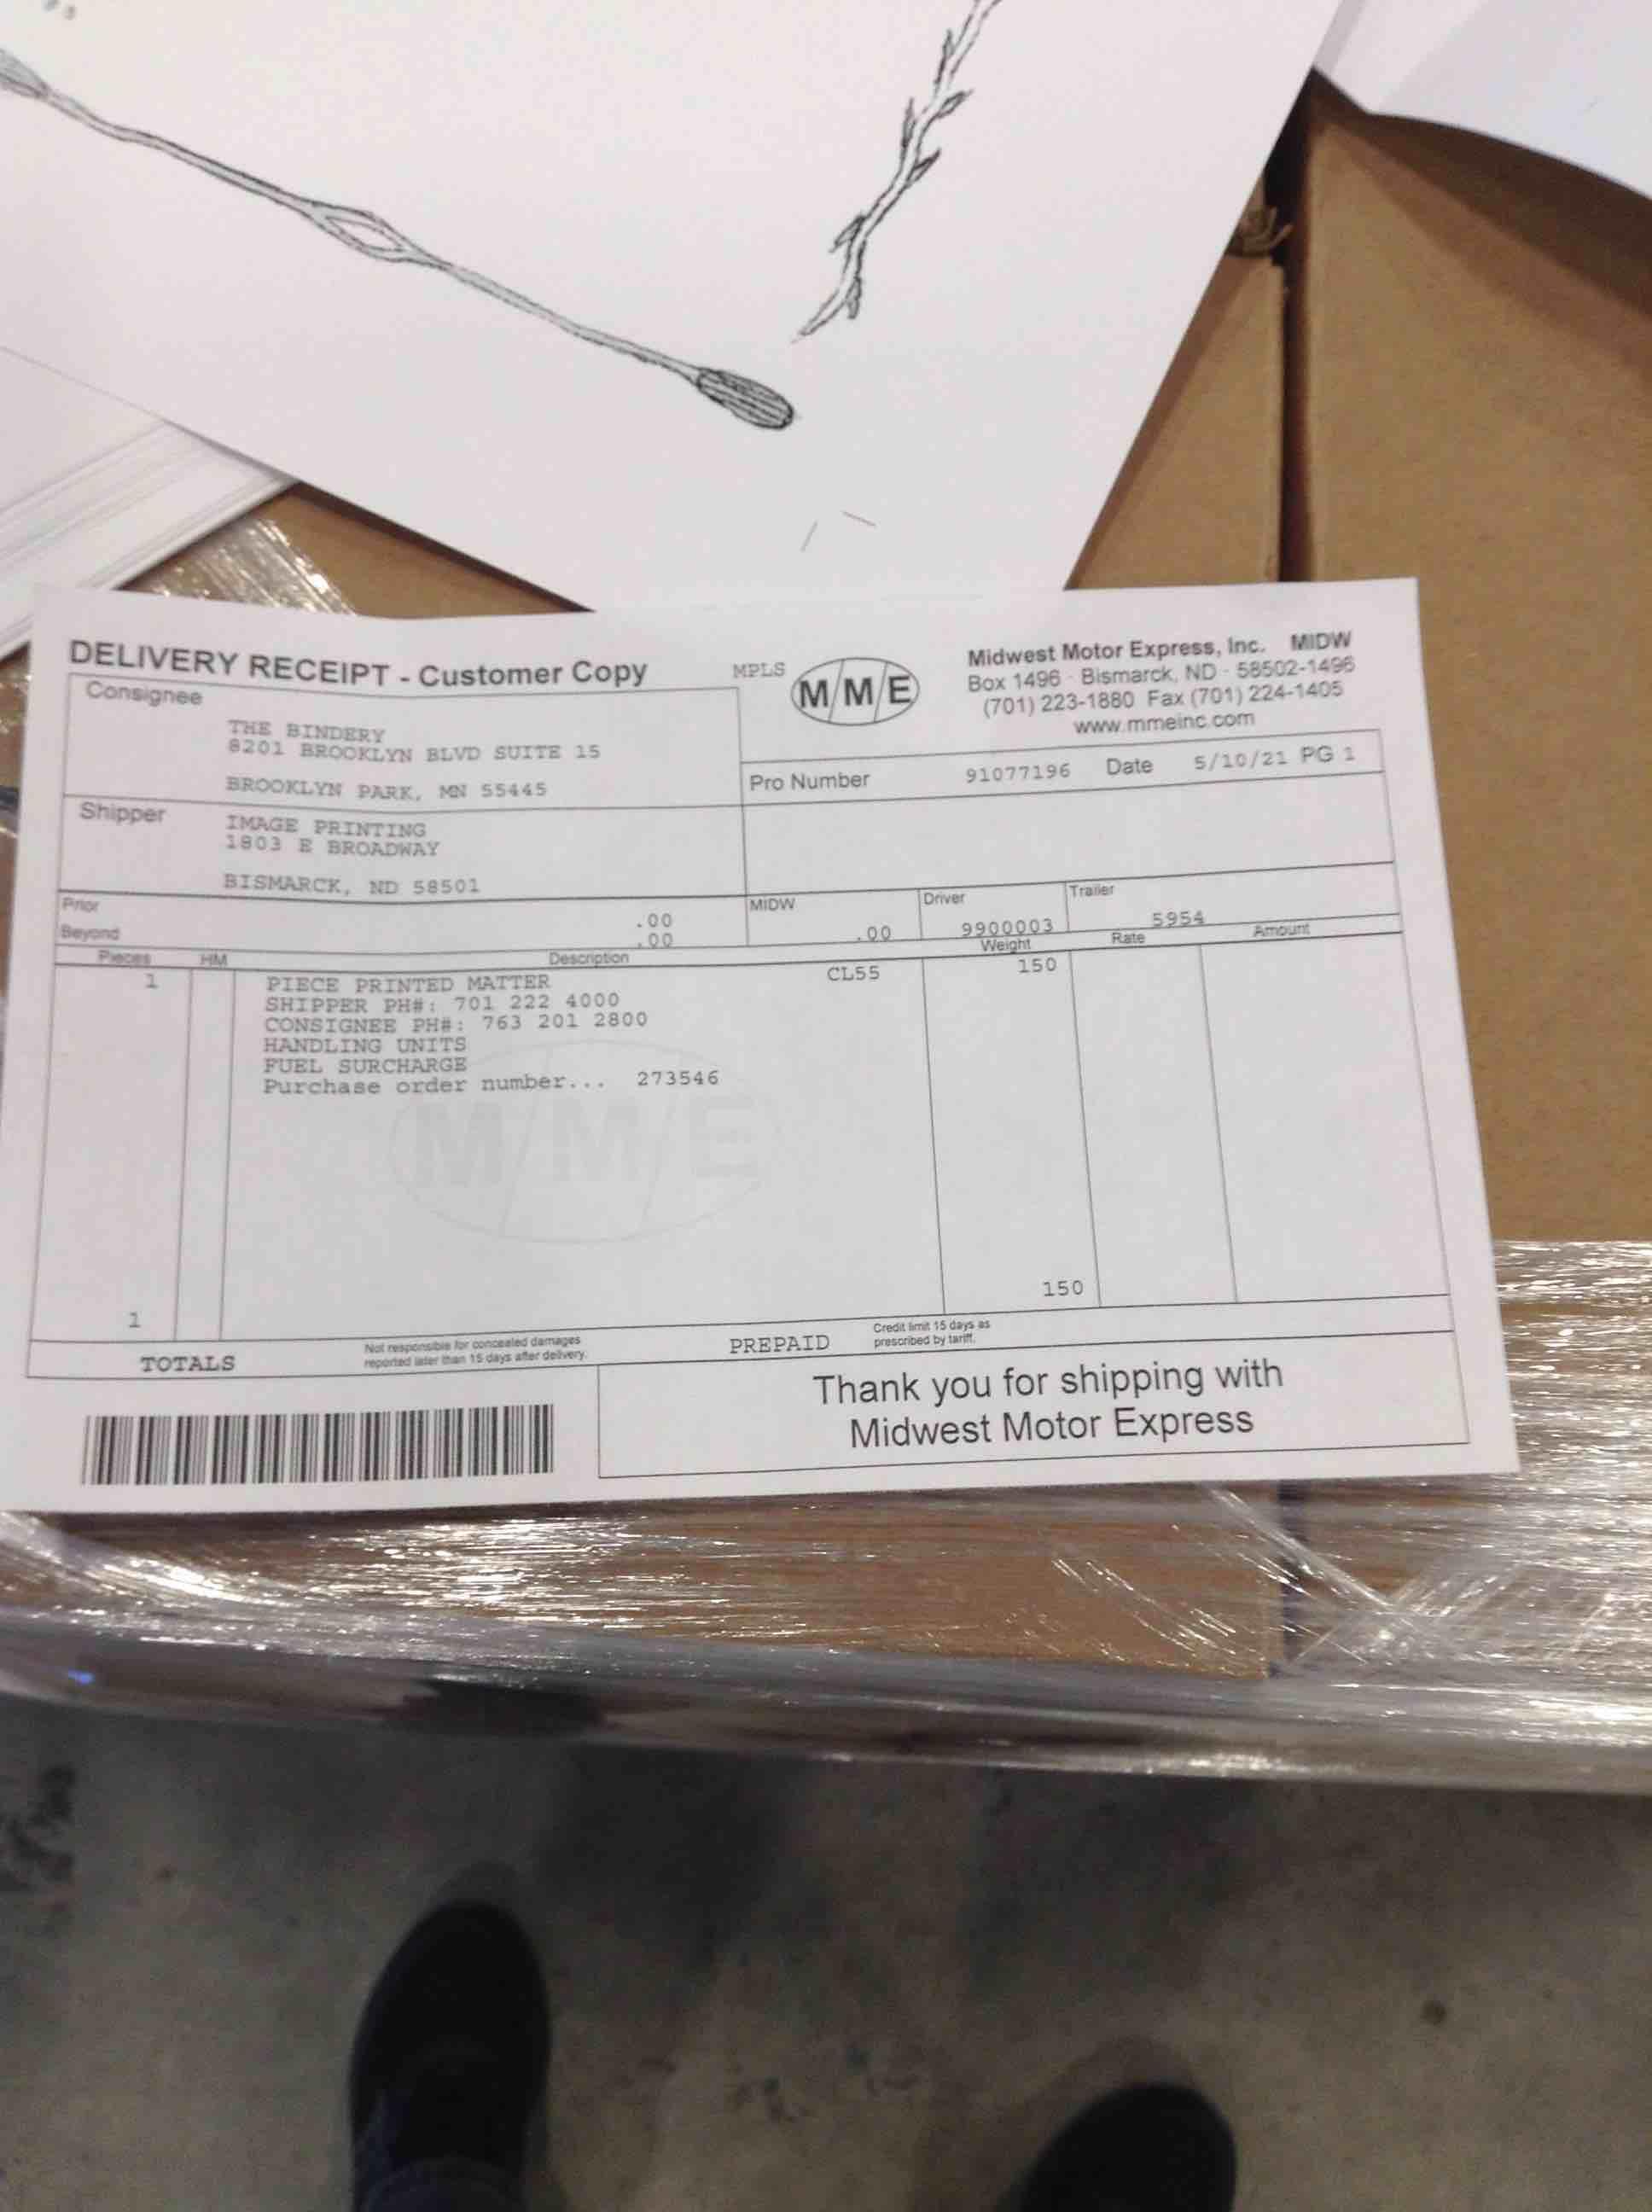 DELIVERY RECEIPT - Customer Copy
MPLS
M/M/E
Midwest Motor Express, Inc. MIDW
Box 1496 · Bismarck, ND · 58502-1496
(701) 223-1880 Fax (701) 224-1405
www.mmeinc.com
Consignee
THE BINDERY
8201 BROOKLYN BLVD SUITE 15
BROOKLYN PARK, MN 55445
Pro Number 91077196 Date 5/10/21 PG 1
Shipper
IMAGE PRINTING
1803 E BROADWAY
BISMARCK, ND 58501
Prior .00
Beyond .00
MIDW .00
Driver 9900003
Trailer 5954
Pieces HM Description Weight Rate Amount
1 PIECE PRINTED MATTER CL55 150
SHIPPER PH#: 701 222 4000
CONSIGNEE PH#: 763 201 2800
HANDLING UNITS
FUEL SURCHARGE
Purchase order number... 273546
M/M/E
1 150
TOTALS
Not responsible for concealed damages
reported later than 15 days after delivery.
PREPAID
Credit limit 15 days as
prescribed by tariff.
Thank you for shipping with
Midwest Motor Express